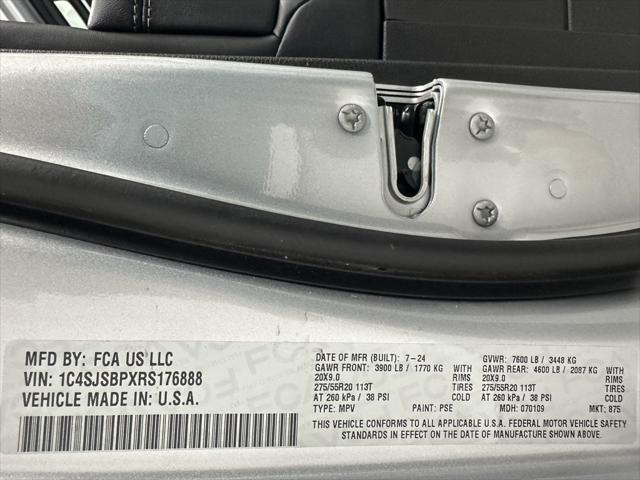 MFD BY: FCA US LLC
VIN: 1C4SJSBPXRS176888
VEHICLE MADE IN: U.S.A.
DATE OF MFR (BUILT): 7-24 GVWR: 7600 LB / 3448 KG
GAWR FRONT: 3900 LB / 1770 KG WITH GAWR REAR: 4600 LB / 2087 KG WITH
20X9.0 RIMS 20X9.0 RIMS
275/55R20 113T TIRES 275/55R20 113T TIRES
AT 260 kPa / 38 PSI COLD AT 260 kPa / 38 PSI COLD
TYPE: MPV PAINT: PSE MDH: 070109 MKT: 875
THIS VEHICLE CONFORMS TO ALL APPLICABLE U.S.A. FEDERAL MOTOR VEHICLE SAFETY
STANDARDS IN EFFECT ON THE DATE OF MANUFACTURE SHOWN ABOVE.